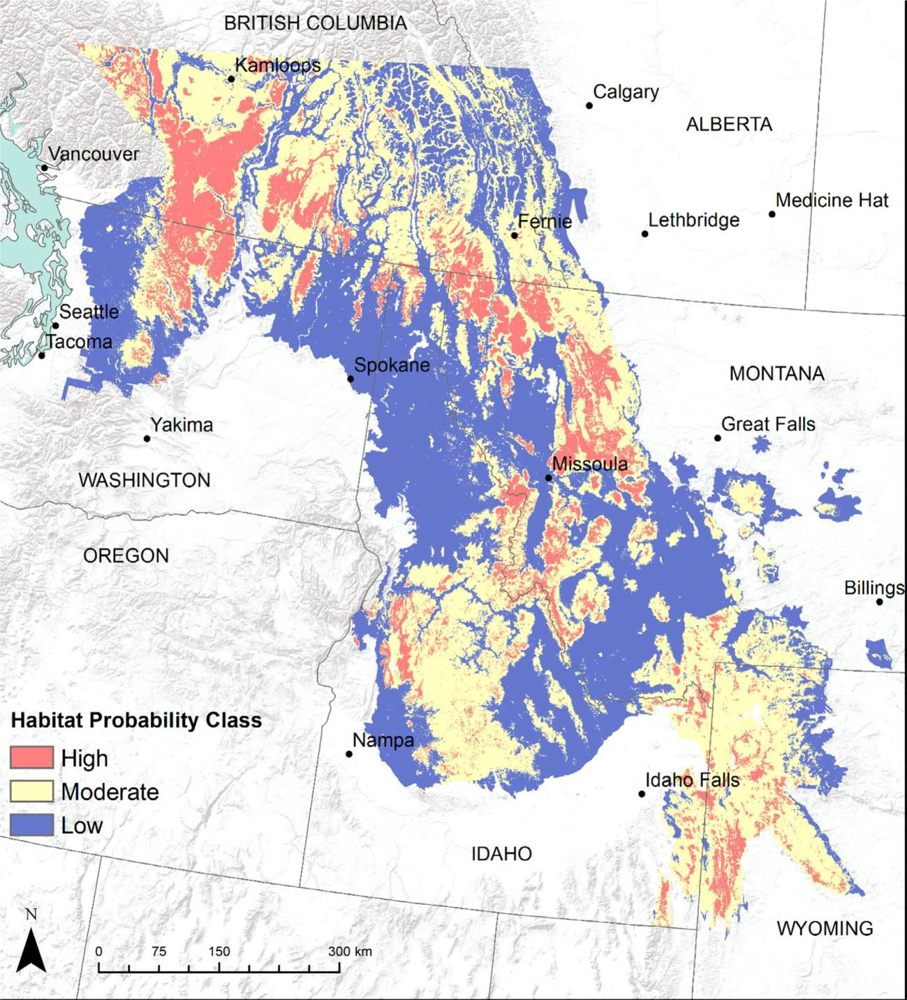 BRITISH COLUMBIA
Kamloops
Calgary
ALBERTA
Vancouver
Medicine Hat
Lethbridge
Fernie
Seattle
Tacoma
Spokane
MONTANA
Great Falls
Yakima
Missoula
WASHINGTON
OREGON
Billings
Habitat Probability Class
High
Moderate
Low
Nampa
Idaho Falls
IDAHO
WYOMING
N
0 75 150 300 km